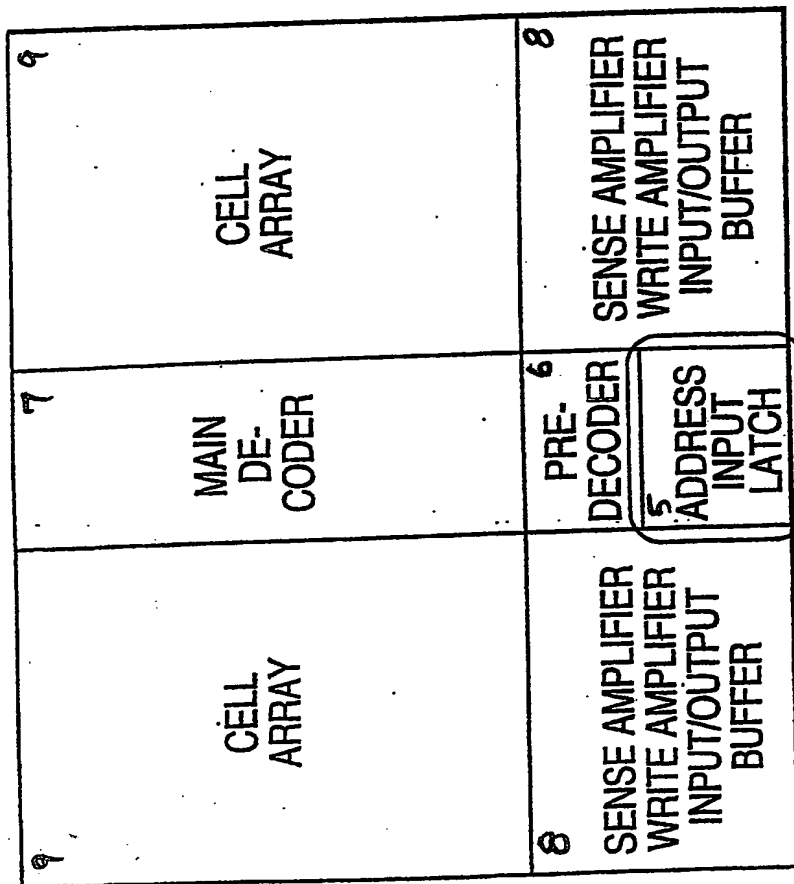 9
CELL
ARRAY
7
MAIN
DE-
CODER
9
CELL
ARRAY
8
SENSE AMPLIFIER
WRITE AMPLIFIER
INPUT/OUTPUT
BUFFER
6
PRE-
DECODER
5
ADDRESS
INPUT
LATCH
8
SENSE AMPLIFIER
WRITE AMPLIFIER
INPUT/OUTPUT
BUFFER